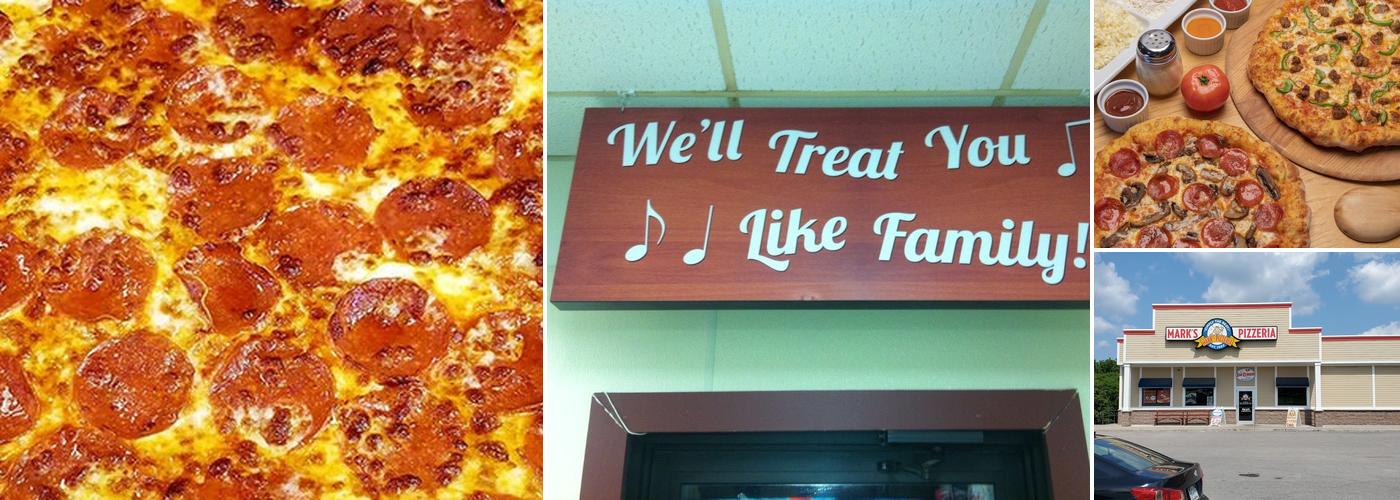 We'll Treat You
Like Family!
MARK'S PIZZERIA